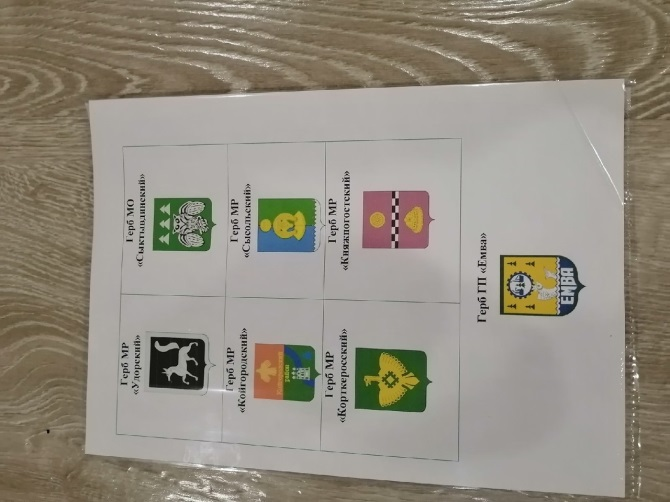 Герб МР
«Удорский»
Герб МО
«Сыктывдинский»
Герб МР
«Койгородский»
район
Герб МР
«Сысольский»
Герб МР
«Корткеросский»
Герб МР
«Княжпогостский»
Герб ГП «Емва»
ЕМВА